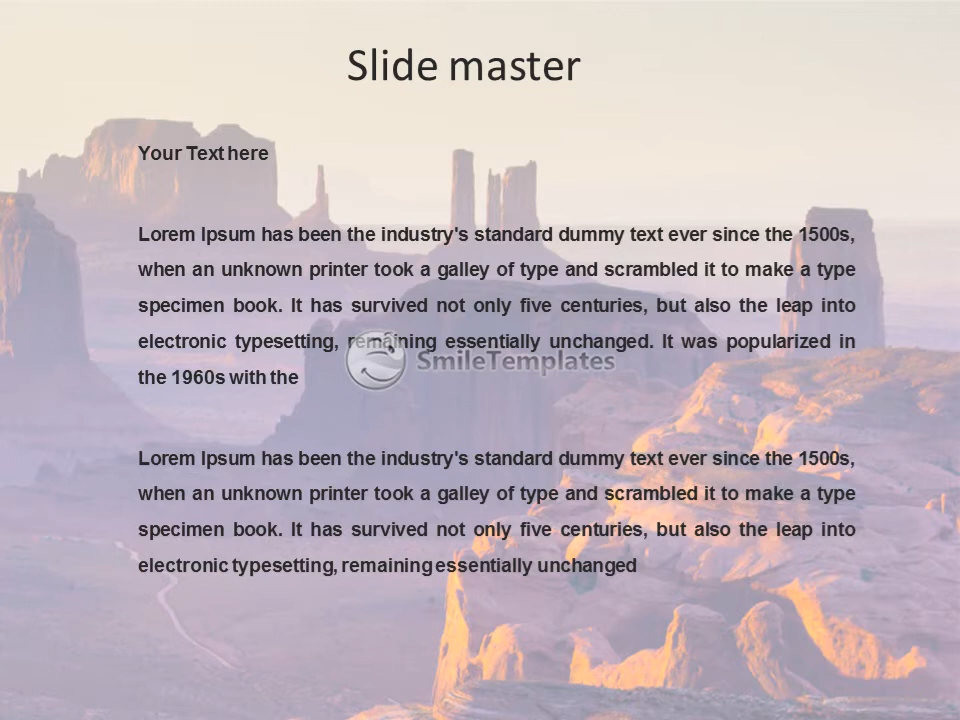 Slide master
Your Text here
Lorem Ipsum has been the industry's standard dummy text ever since the 1500s,
when an unknown printer took a galley of type and scrambled it to make a type
specimen book. It has survived not only five centuries, but also the leap into
electronic typesetting, remaining essentially unchanged. It was popularized in
SmileTemplates
the 1960s with the
Lorem Ipsum has been the industry's standard dummy text ever since the 1500s,
when an unknown printer took a galley of type and scrambled it to make a type
specimen book. It has survived not only five centuries, but also the leap into
electronic typesetting, remaining essentially unchanged